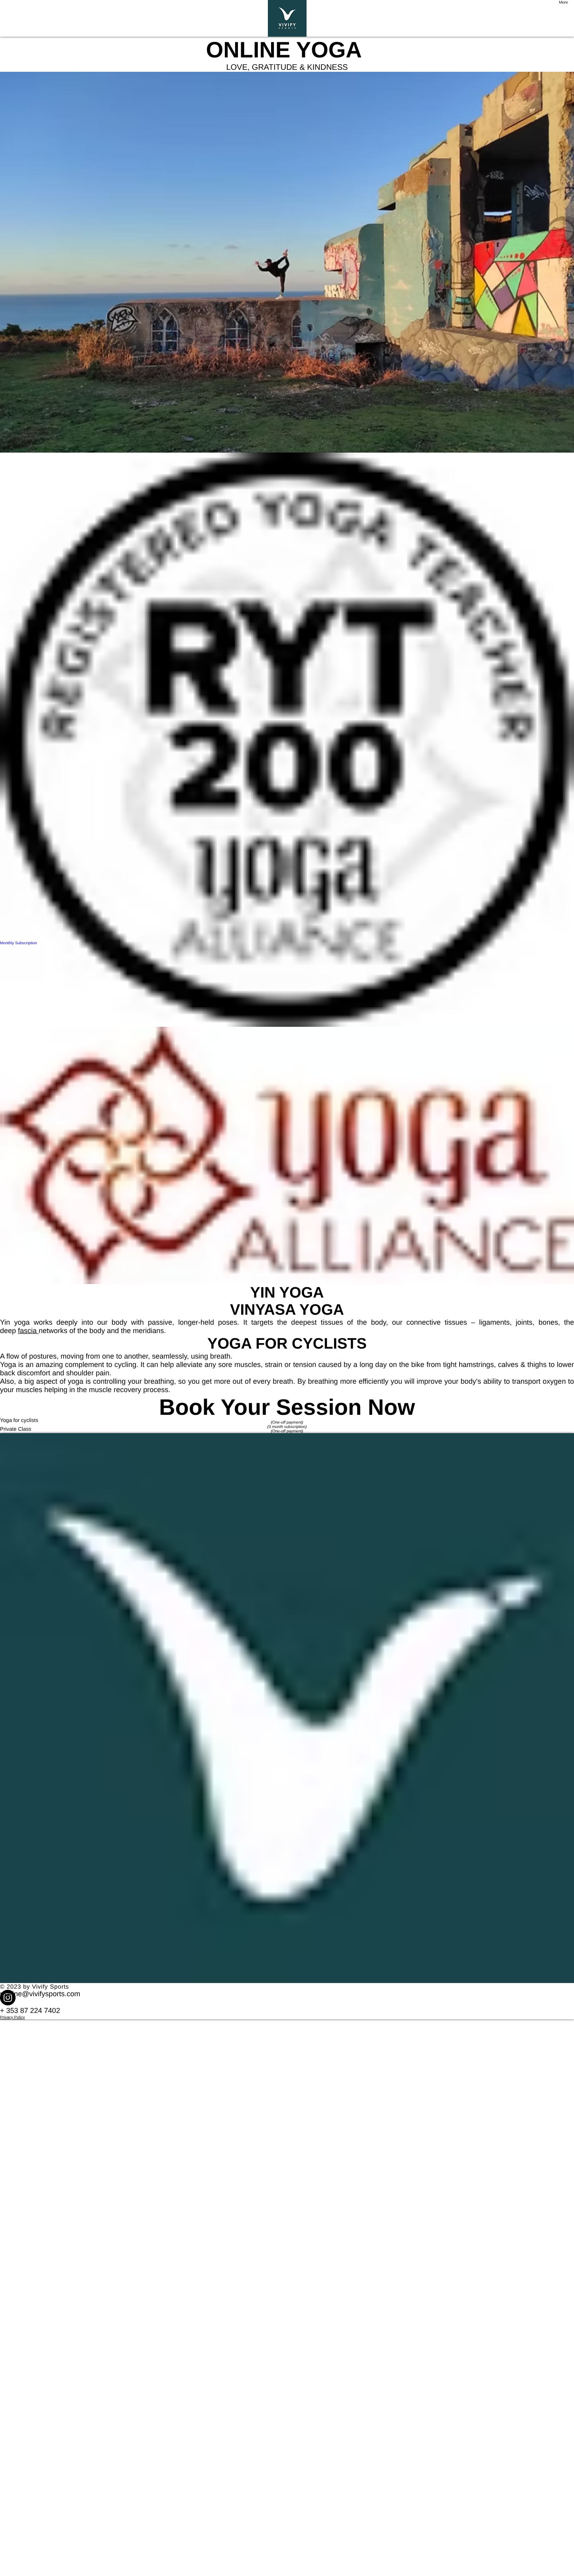 More
VIVIFY
SPORTS
ONLINE YOGA
LOVE, GRATITUDE & KINDNESS
REGISTERED YOGA TEACHER
RYT
200
yoga
ALLIANCE
Monthly Subscription
yoga
ALLIANCE
YIN YOGA
VINYASA YOGA
Yin yoga works deeply into our body with passive, longer-held poses. It targets the deepest tissues of the body, our connective tissues – ligaments, joints, bones, the
deep fascia networks of the body and the meridians.
YOGA FOR CYCLISTS
A flow of postures, moving from one to another, seamlessly, using breath.
Yoga is an amazing complement to cycling. It can help alleviate any sore muscles, strain or tension caused by a long day on the bike from tight hamstrings, calves & thighs to lower
back discomfort and shoulder pain.
Also, a big aspect of yoga is controlling your breathing, so you get more out of every breath. By breathing more efficiently you will improve your body's ability to transport oxygen to
your muscles helping in the muscle recovery process.
Book Your Session Now
Yoga for cyclists
(One-off payment)
(3 month subscription)
Private Class
(One-off payment)
© 2023 by Vivify Sports
ne@vivifysports.com
+ 353 87 224 7402
Privacy Policy